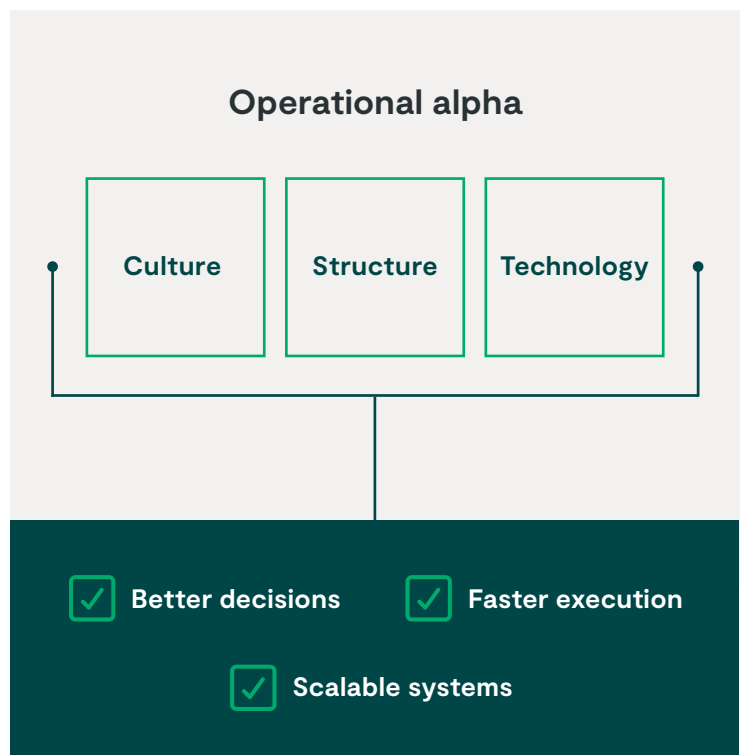 Operational alpha
Culture
Structure
Technology
Better decisions
Faster execution
Scalable systems